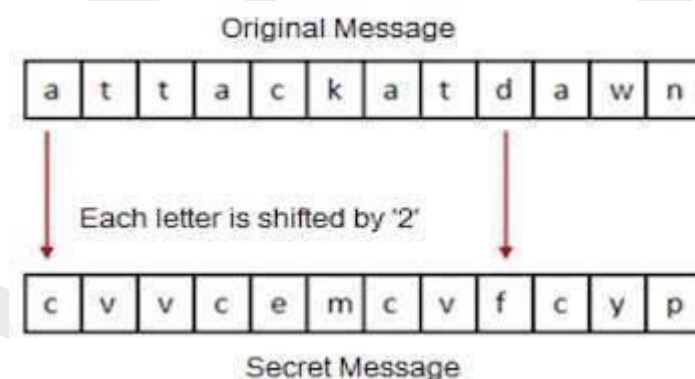 Original Message
a t t a c k a t d a w n
Each letter is shifted by '2'
c v v c e m c v f c y p
Secret Message